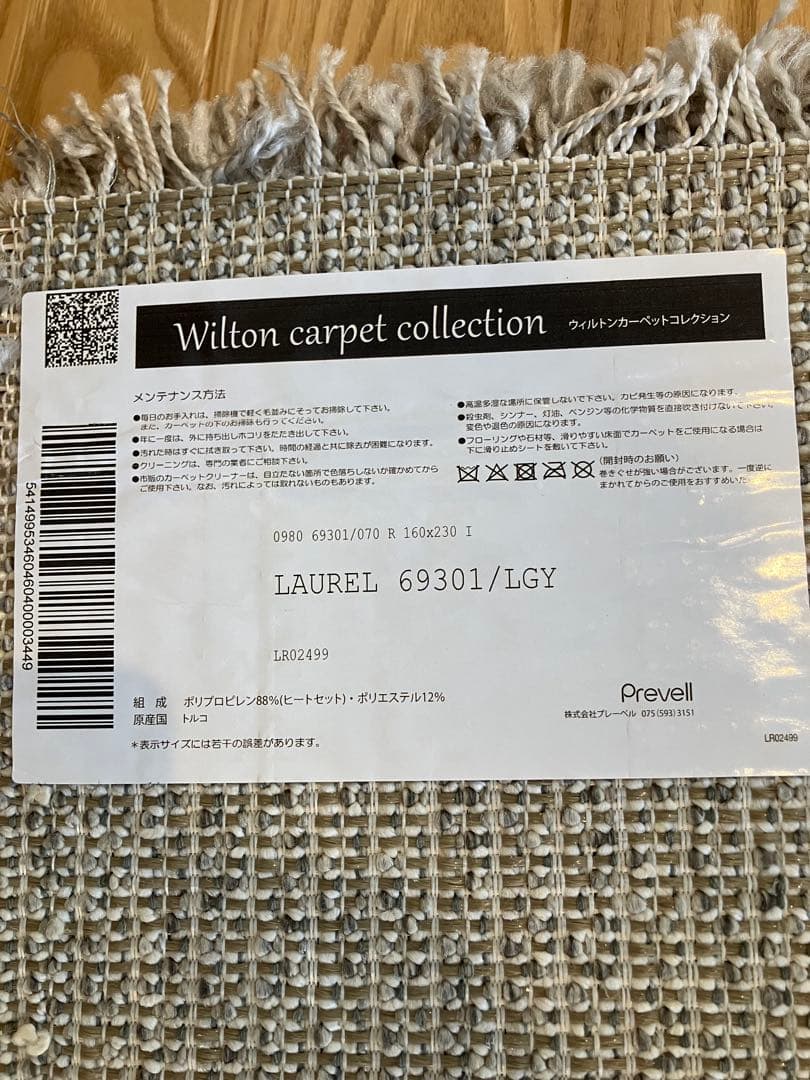 Wilton carpet collection ウィルトンカーペットコレクション
メンテナンス方法
●毎日のお手入れは、掃除機で軽く毛並みにそってお掃除して下さい。
また、カーペットの下のお掃除も行ってください。
●年に一度は、外に持ち出しホコリをたたき出して下さい。
●汚れた時はすぐに拭き取って下さい。時間の経過と共に除去が困難になります。
●クリーニングは、専門の業者にご相談下さい。
●市販のカーペットクリーナーは、目立たない箇所で色落ちしないか確かめてから
ご使用下さい。なお、汚れによっては取れないものもあります。
●高温多湿な場所に保管しないで下さい。カビ発生等の原因になります。
●殺虫剤、シンナー、灯油、ベンジン等の化学物質を直接吹き付けないで下さい。
変色や退色の原因になります。
●フローリングや石材等、滑りやすい床面でカーペットをご使用になる場合は
下に滑り止めシートを敷いて下さい。
(開封時のお願い)
巻きぐせが強い場合がございます。一度逆に
まかれてからのご使用をおすすめいた
0980 69301/070 R 160x230 I
LAUREL 69301/LGY
LR02499
組 成 ポリプロピレン88%(ヒートセット)・ポリエステル12%
原産国 トルコ
＊表示サイズには若干の誤差があります。
Prevell
株式会社プレーベル 075(593)3151
LR02499
54149953460460400003449